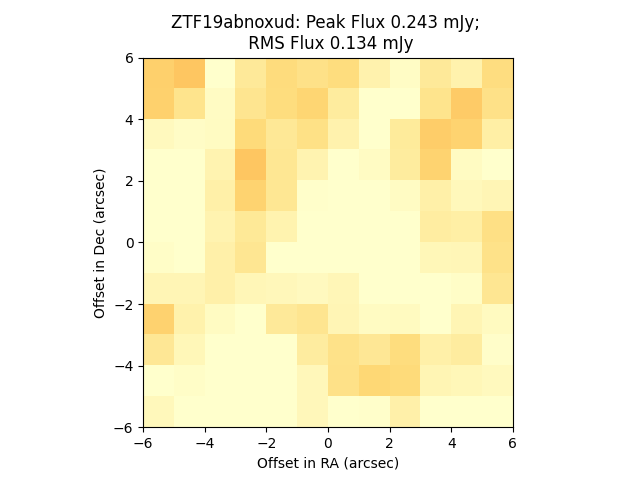 ZTF19abnoxud: Peak Flux 0.243 mJy;
RMS Flux 0.134 mJy
6
4
2
0
−2
−4
−6
Offset in Dec (arcsec)
−6 −4 −2 0 2 4 6
Offset in RA (arcsec)